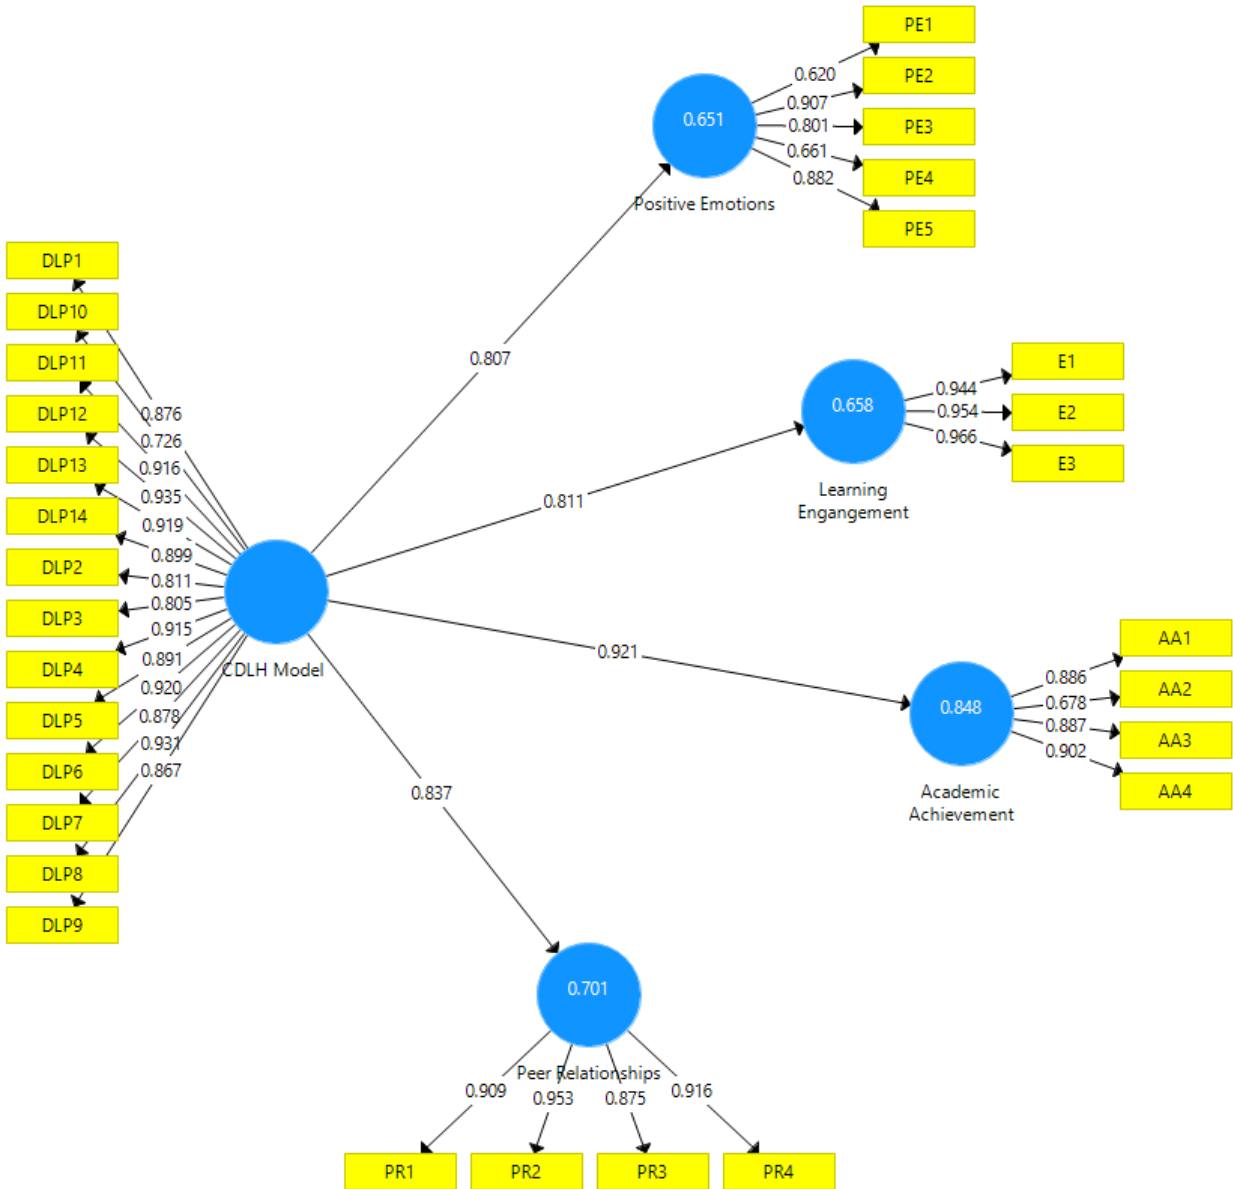 PE1
0.620
PE2
0.907
0.651
0.801
PE3
0.661
PE4
0.882
Positive Emotions
PE5
DLP1
DLP10
DLP11
DLP12
DLP13
DLP14
DLP2
DLP3
DLP4
DLP5
DLP6
DLP7
DLP8
DLP9
0.876
0.726
0.916
0.935
0.919
0.899
0.811
0.805
0.915
0.891
0.920
0.878
0.931
0.867
CDLH Model
0.807
0.811
0.921
0.837
0.658
Learning
Engangement
0.944
0.954
0.966
E1
E2
E3
0.848
Academic
Achievement
0.886
0.678
0.887
0.902
AA1
AA2
AA3
AA4
0.701
Peer Relationships
0.909
0.953
0.875
0.916
PR1
PR2
PR3
PR4